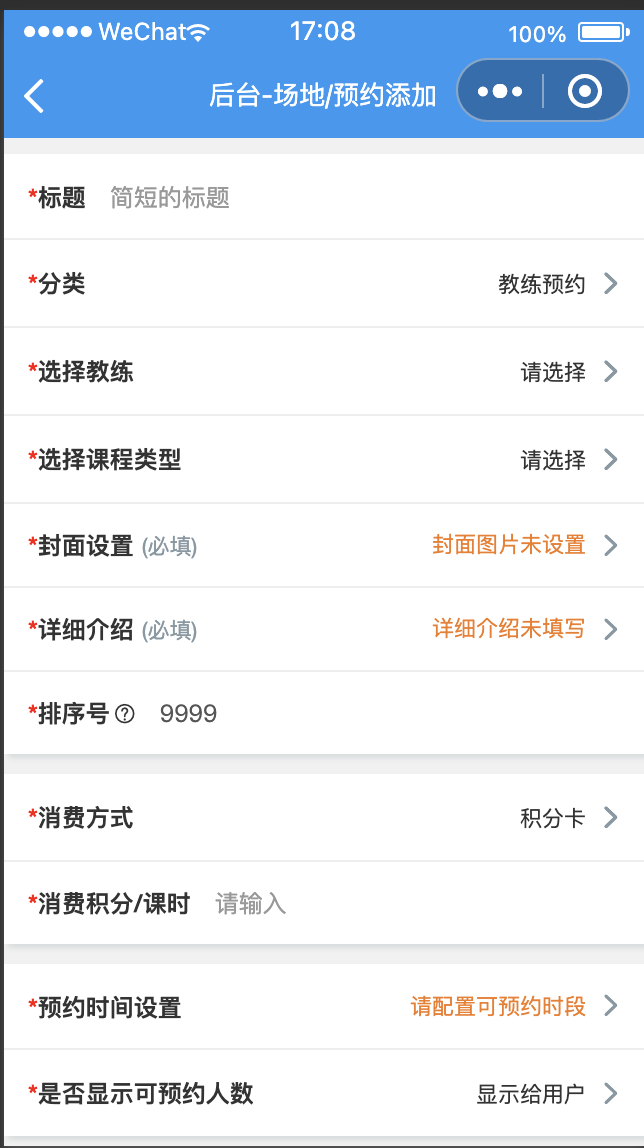 WeChat 17:08 100%
后台-场地/预约添加
*标题 简短的标题
*分类 教练预约
*选择教练 请选择
*选择课程类型 请选择
*封面设置 (必填) 封面图片未设置
*详细介绍 (必填) 详细介绍未填写
*排序号 ? 9999
*消费方式 积分卡
*消费积分/课时 请输入
*预约时间设置 请配置可预约时段
*是否显示可预约人数 显示给用户